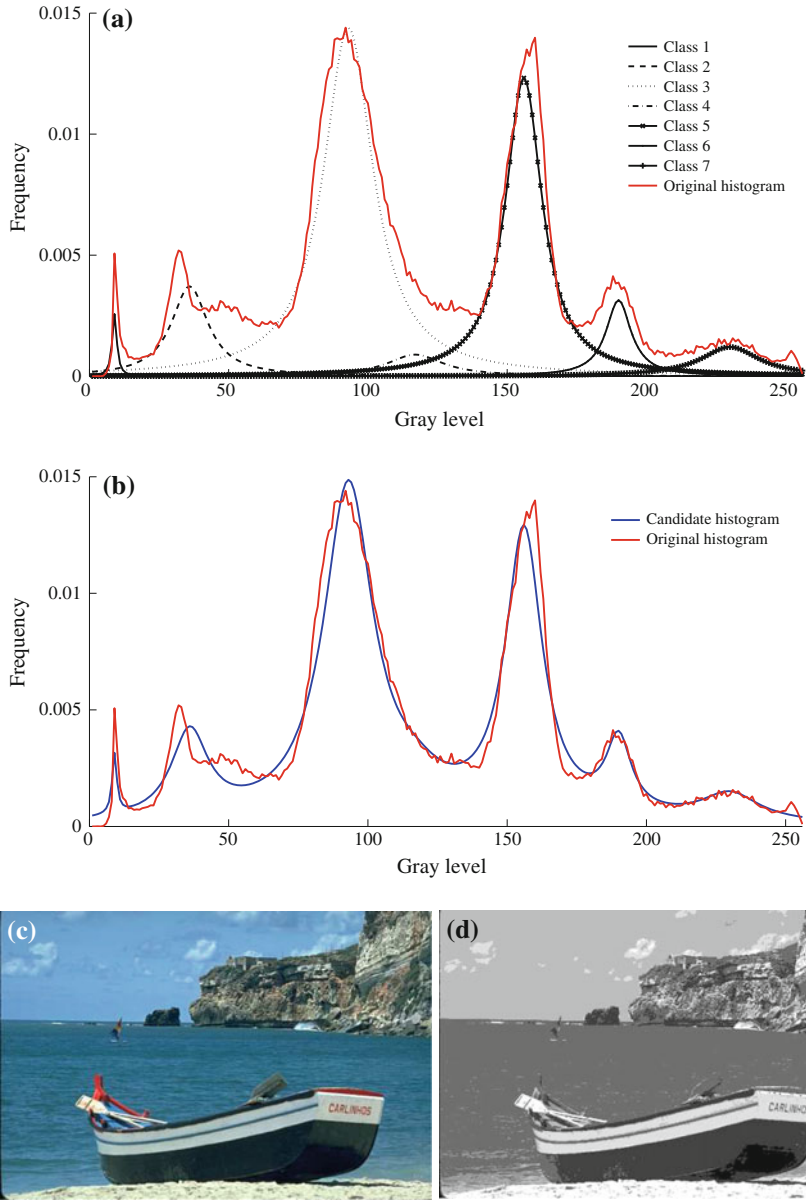 (a)
0.015
0.01
0.005
0
Frequency
0
50
100
150
200
250
Gray level
Class 1
Class 2
Class 3
Class 4
Class 5
Class 6
Class 7
Original histogram
(b)
0.015
0.01
0.005
0
Frequency
0
50
100
150
200
250
Gray level
Candidate histogram
Original histogram
(c)
CARLINHOS
(d)
CARLINHOS